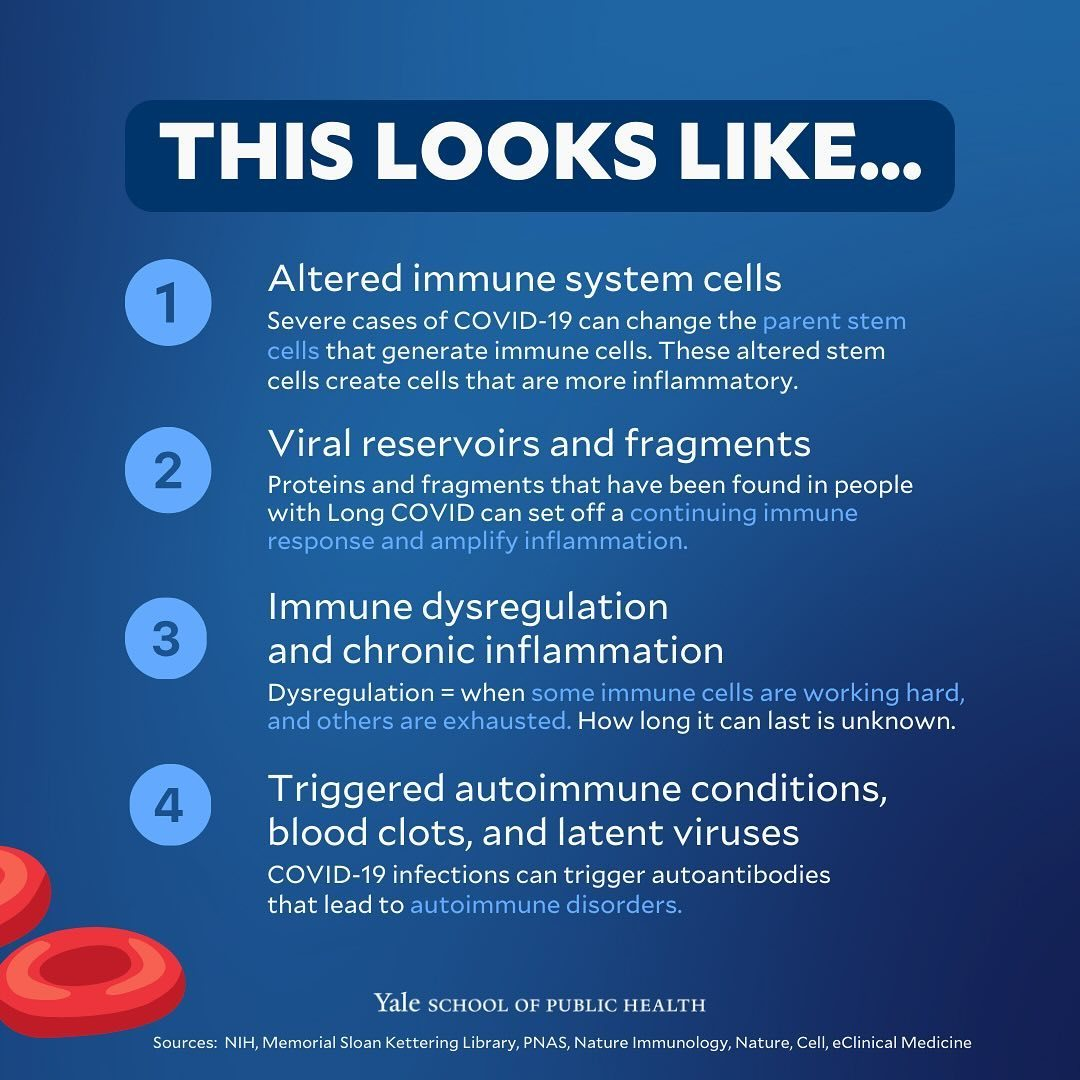 THIS LOOKS LIKE...
1
Altered immune system cells
Severe cases of COVID-19 can change the parent stem
cells that generate immune cells. These altered stem
cells create cells that are more inflammatory.
2
Viral reservoirs and fragments
Proteins and fragments that have been found in people
with Long COVID can set off a continuing immune
response and amplify inflammation.
3
Immune dysregulation
and chronic inflammation
Dysregulation = when some immune cells are working hard,
and others are exhausted. How long it can last is unknown.
4
Triggered autoimmune conditions,
blood clots, and latent viruses
COVID-19 infections can trigger autoantibodies
that lead to autoimmune disorders.
Yale SCHOOL OF PUBLIC HEALTH
Sources: NIH, Memorial Sloan Kettering Library, PNAS, Nature Immunology, Nature, Cell, eClinical Medicine